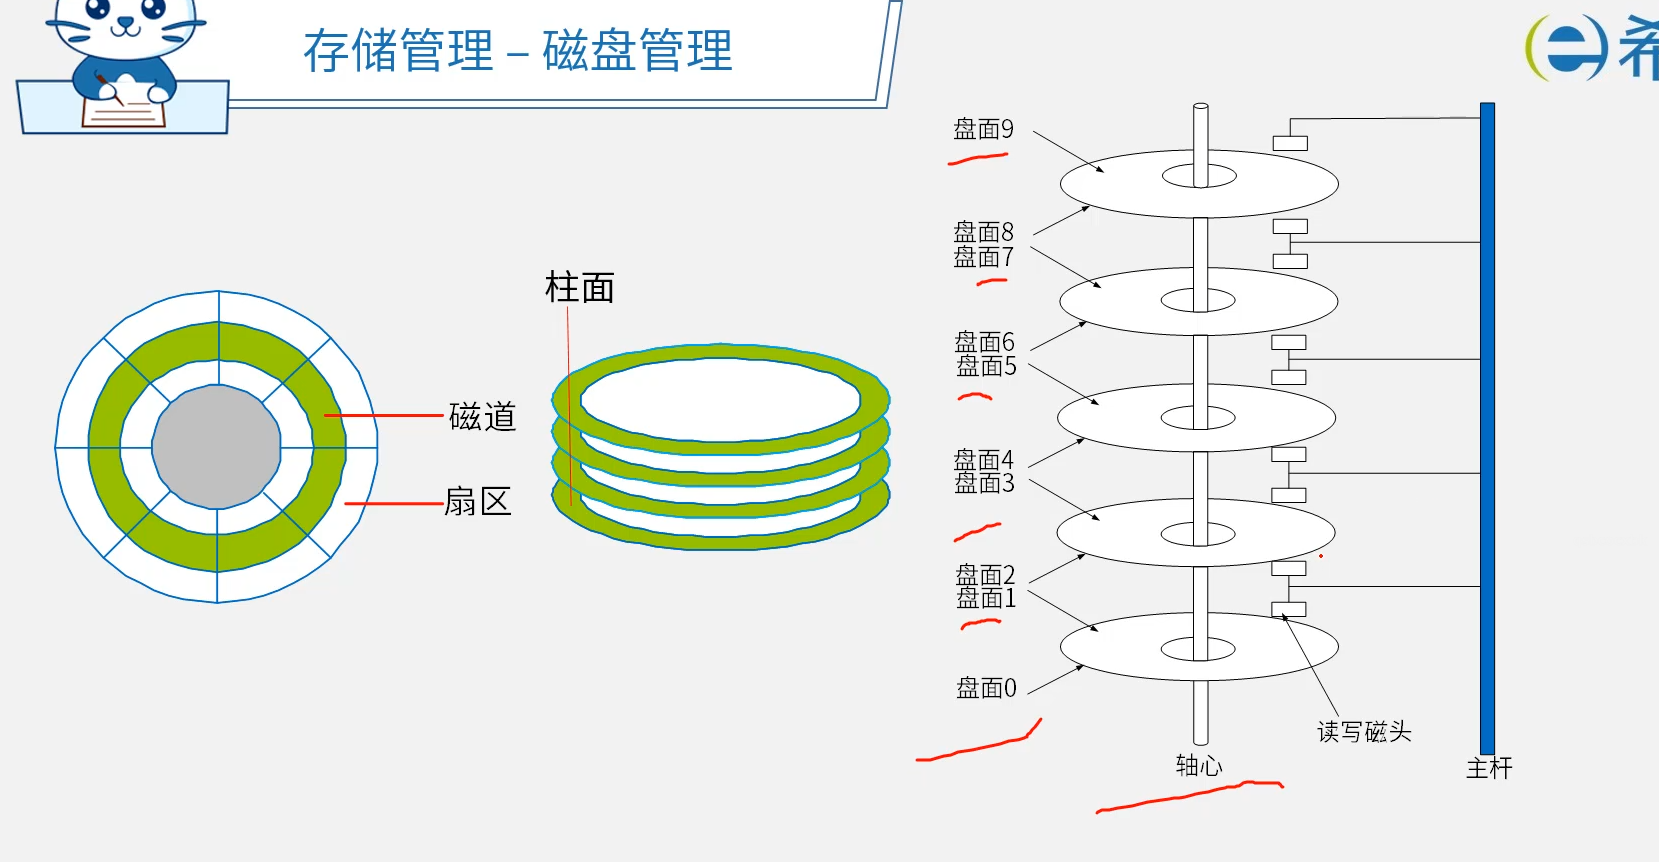 存储管理 – 磁盘管理
希
磁道
扇区
柱面
盘面9
盘面8
盘面7
盘面6
盘面5
盘面4
盘面3
盘面2
盘面1
盘面0
读写磁头
轴心
主杆